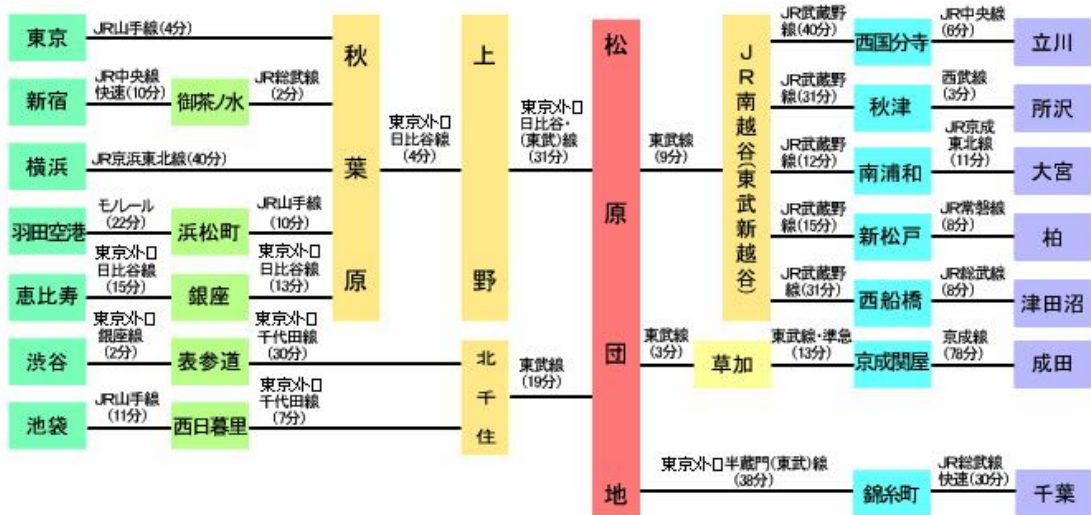 東京
JR山手線(4分)
新宿
JR中央線
快速(10分)
御茶ノ水
JR総武線
(2分)
横浜
JR京浜東北線(40分)
羽田空港
モノレール
(22分)
浜松町
JR山手線
(10分)
恵比寿
東京メトロ
日比谷線
(15分)
銀座
東京メトロ
日比谷線
(13分)
渋谷
東京メトロ
銀座線
(2分)
表参道
東京メトロ
千代田線
(30分)
池袋
JR山手線
(11分)
西日暮里
東京メトロ
千代田線
(7分)
秋葉原
東京メトロ
日比谷線
(4分)
上野
東京メトロ
日比谷・
(東武)線
(31分)
北千住
東武線
(19分)
松原団地
東武線
(9分)
JR南越谷(東武新越谷)
JR武蔵野
線(40分)
西国分寺
JR中央線
(6分)
立川
JR武蔵野
線(31分)
秋津
西武線
(3分)
所沢
JR武蔵野
線(12分)
南浦和
JR京成
東北線
(11分)
大宮
JR武蔵野
線(15分)
新松戸
JR常磐線
(8分)
柏
JR武蔵野
線(31分)
西船橋
JR総武線
(8分)
津田沼
東武線
(3分)
草加
東武線・準急
(13分)
京成関屋
京成線
(78分)
成田
東京メトロ半蔵門(東武)線
(38分)
錦糸町
JR総武線
快速(30分)
千葉